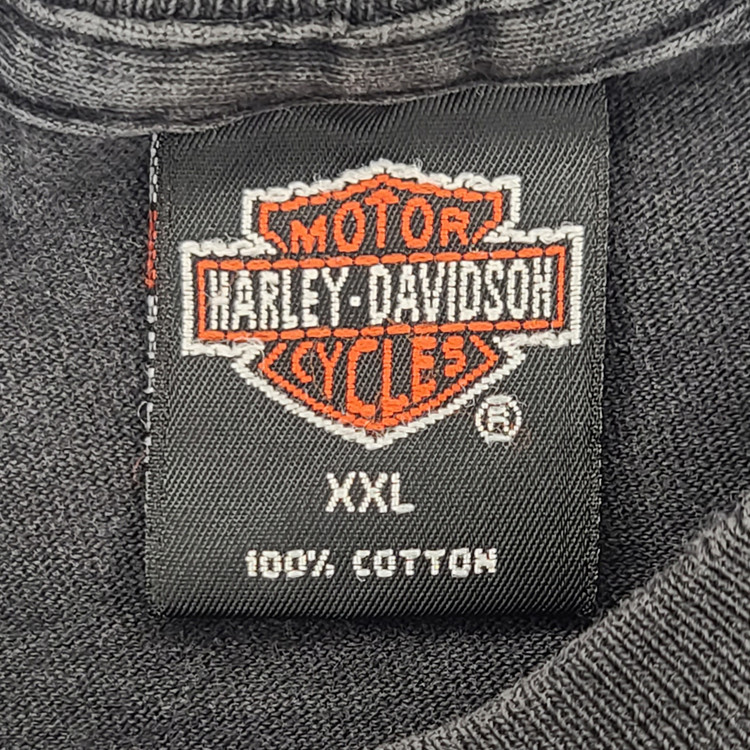 MOTOR
HARLEY-DAVIDSON
CYCLES
®
XXL
100% COTTON